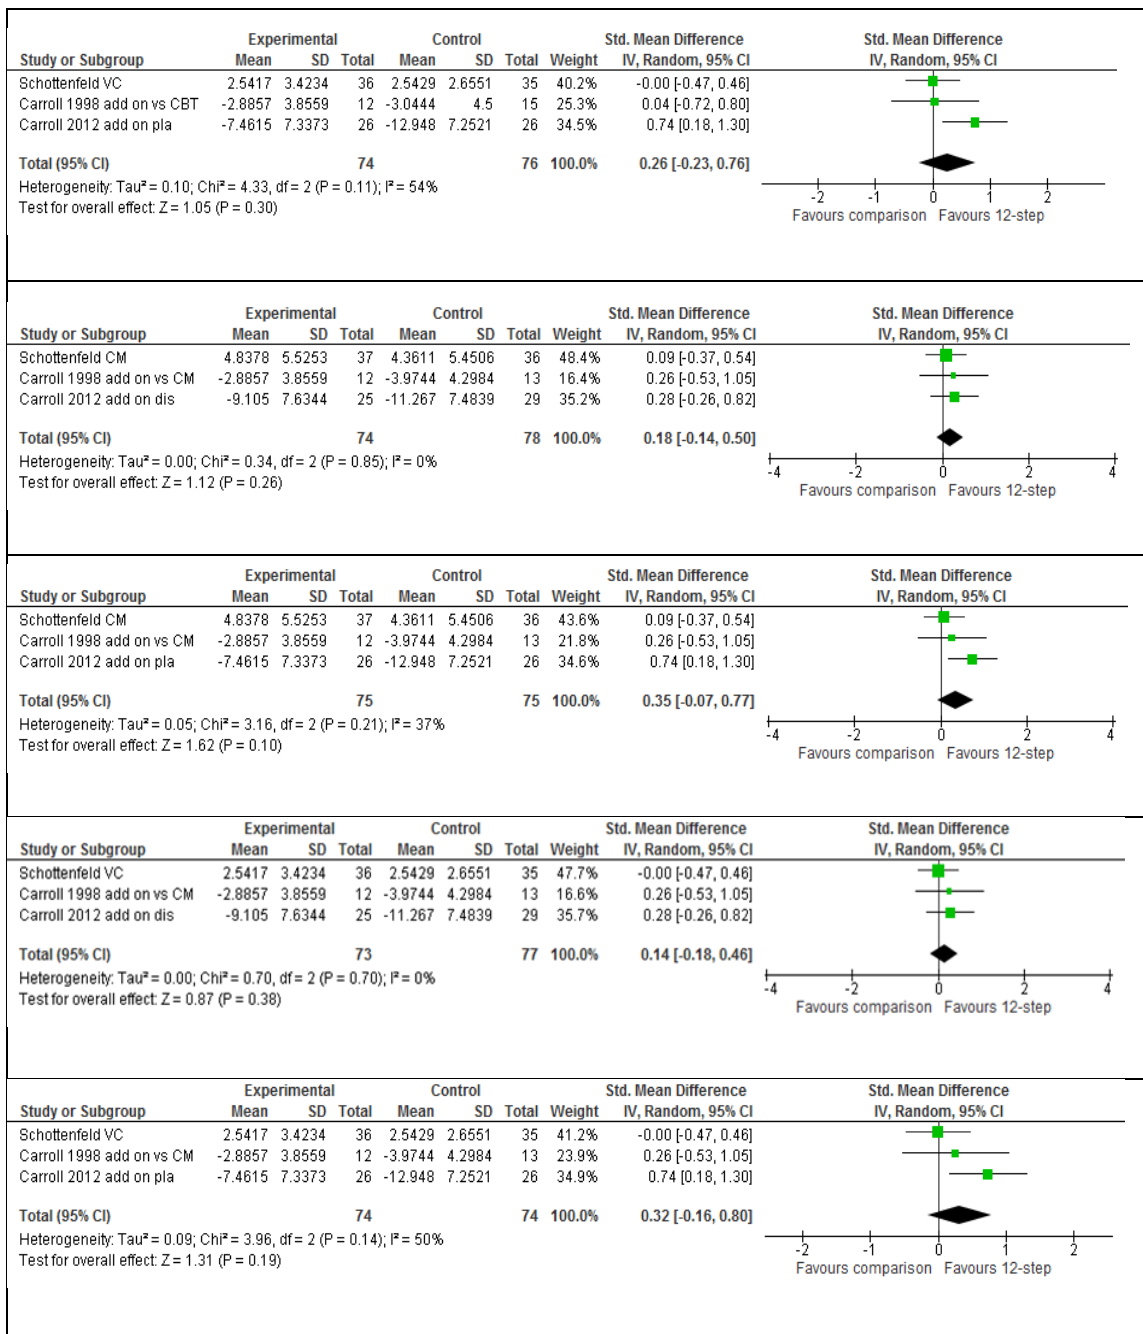 Experimental Control Std. Mean Difference Std. Mean Difference
Study or Subgroup Mean SD Total Mean SD Total Weight IV, Random, 95% CI IV, Random, 95% CI
Schottenfeld VC 2.5417 3.4234 36 2.5429 2.6551 35 40.2% -0.00 [-0.47, 0.46]
Carroll 1998 add on vs CBT -2.8857 3.8559 12 -3.0444 4.5 15 25.3% 0.04 [-0.72, 0.80]
Carroll 2012 add on pla -7.4615 7.3373 26 -12.948 7.2521 26 34.5% 0.74 [0.18, 1.30]
Total (95% CI) 74 76 100.0% 0.26 [-0.23, 0.76]
Heterogeneity: Tau² = 0.10; Chi² = 4.33, df = 2 (P = 0.11); I² = 54%
Test for overall effect: Z = 1.05 (P = 0.30)
-2 -1 0 1 2
Favours comparison Favours 12-step
Experimental Control Std. Mean Difference Std. Mean Difference
Study or Subgroup Mean SD Total Mean SD Total Weight IV, Random, 95% CI IV, Random, 95% CI
Schottenfeld CM 4.8378 5.5253 37 4.3611 5.4506 36 48.4% 0.09 [-0.37, 0.54]
Carroll 1998 add on vs CM -2.8857 3.8559 12 -3.9744 4.2984 13 16.4% 0.26 [-0.53, 1.05]
Carroll 2012 add on dis -9.105 7.6344 25 -11.267 7.4839 29 35.2% 0.28 [-0.26, 0.82]
Total (95% CI) 74 78 100.0% 0.18 [-0.14, 0.50]
Heterogeneity: Tau² = 0.00; Chi² = 0.34, df = 2 (P = 0.85); I² = 0%
Test for overall effect: Z = 1.12 (P = 0.26)
-4 -2 0 2 4
Favours comparison Favours 12-step
Experimental Control Std. Mean Difference Std. Mean Difference
Study or Subgroup Mean SD Total Mean SD Total Weight IV, Random, 95% CI IV, Random, 95% CI
Schottenfeld CM 4.8378 5.5253 37 4.3611 5.4506 36 43.6% 0.09 [-0.37, 0.54]
Carroll 1998 add on vs CM -2.8857 3.8559 12 -3.9744 4.2984 13 21.8% 0.26 [-0.53, 1.05]
Carroll 2012 add on pla -7.4615 7.3373 26 -12.948 7.2521 26 34.6% 0.74 [0.18, 1.30]
Total (95% CI) 75 75 100.0% 0.35 [-0.07, 0.77]
Heterogeneity: Tau² = 0.05; Chi² = 3.16, df = 2 (P = 0.21); I² = 37%
Test for overall effect: Z = 1.62 (P = 0.10)
-4 -2 0 2 4
Favours comparison Favours 12-step
Experimental Control Std. Mean Difference Std. Mean Difference
Study or Subgroup Mean SD Total Mean SD Total Weight IV, Random, 95% CI IV, Random, 95% CI
Schottenfeld VC 2.5417 3.4234 36 2.5429 2.6551 35 47.7% -0.00 [-0.47, 0.46]
Carroll 1998 add on vs CM -2.8857 3.8559 12 -3.9744 4.2984 13 16.6% 0.26 [-0.53, 1.05]
Carroll 2012 add on dis -9.105 7.6344 25 -11.267 7.4839 29 35.7% 0.28 [-0.26, 0.82]
Total (95% CI) 73 77 100.0% 0.14 [-0.18, 0.46]
Heterogeneity: Tau² = 0.00; Chi² = 0.70, df = 2 (P = 0.70); I² = 0%
Test for overall effect: Z = 0.87 (P = 0.38)
-4 -2 0 2 4
Favours comparison Favours 12-step
Experimental Control Std. Mean Difference Std. Mean Difference
Study or Subgroup Mean SD Total Mean SD Total Weight IV, Random, 95% CI IV, Random, 95% CI
Schottenfeld VC 2.5417 3.4234 36 2.5429 2.6551 35 41.2% -0.00 [-0.47, 0.46]
Carroll 1998 add on vs CM -2.8857 3.8559 12 -3.9744 4.2984 13 23.9% 0.26 [-0.53, 1.05]
Carroll 2012 add on pla -7.4615 7.3373 26 -12.948 7.2521 26 34.9% 0.74 [0.18, 1.30]
Total (95% CI) 74 74 100.0% 0.32 [-0.16, 0.80]
Heterogeneity: Tau² = 0.09; Chi² = 3.96, df = 2 (P = 0.14); I² = 50%
Test for overall effect: Z = 1.31 (P = 0.19)
-2 -1 0 1 2
Favours comparison Favours 12-step